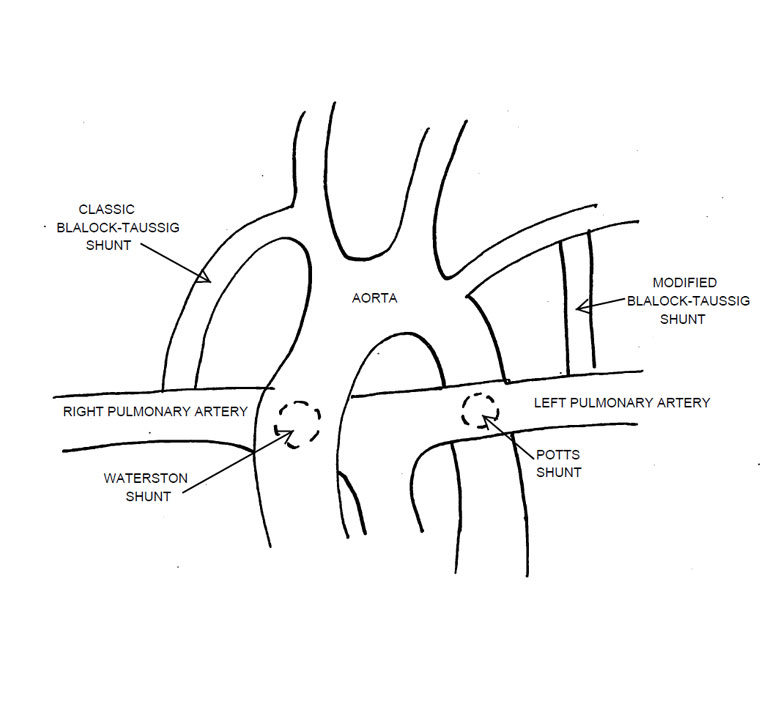 CLASSIC
BLALOCK-TAUSSIG
SHUNT
AORTA
MODIFIED
BLALOCK-TAUSSIG
SHUNT
RIGHT PULMONARY ARTERY
LEFT PULMONARY ARTERY
WATERSTON
SHUNT
POTTS
SHUNT